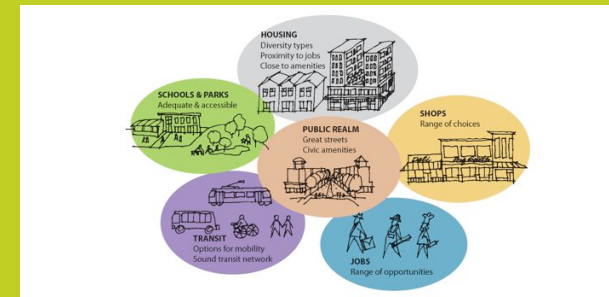 HOUSING
Diversity types
Proximity to jobs
Close to amenities
SCHOOLS & PARKS
Adequate & accessible
PUBLIC REALM
Great streets
Civic amenities
SHOPS
Range of choices
Deli
TRANSIT
Options for mobility
Sound transit network
JOBS
Range of opportunities